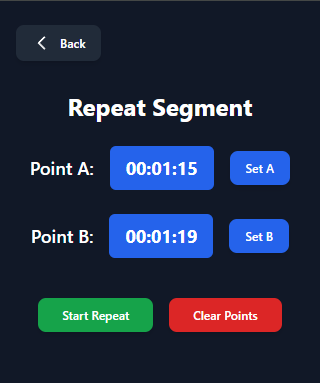 Back
Repeat Segment
Point A: 00:01:15 Set A
Point B: 00:01:19 Set B
Start Repeat Clear Points